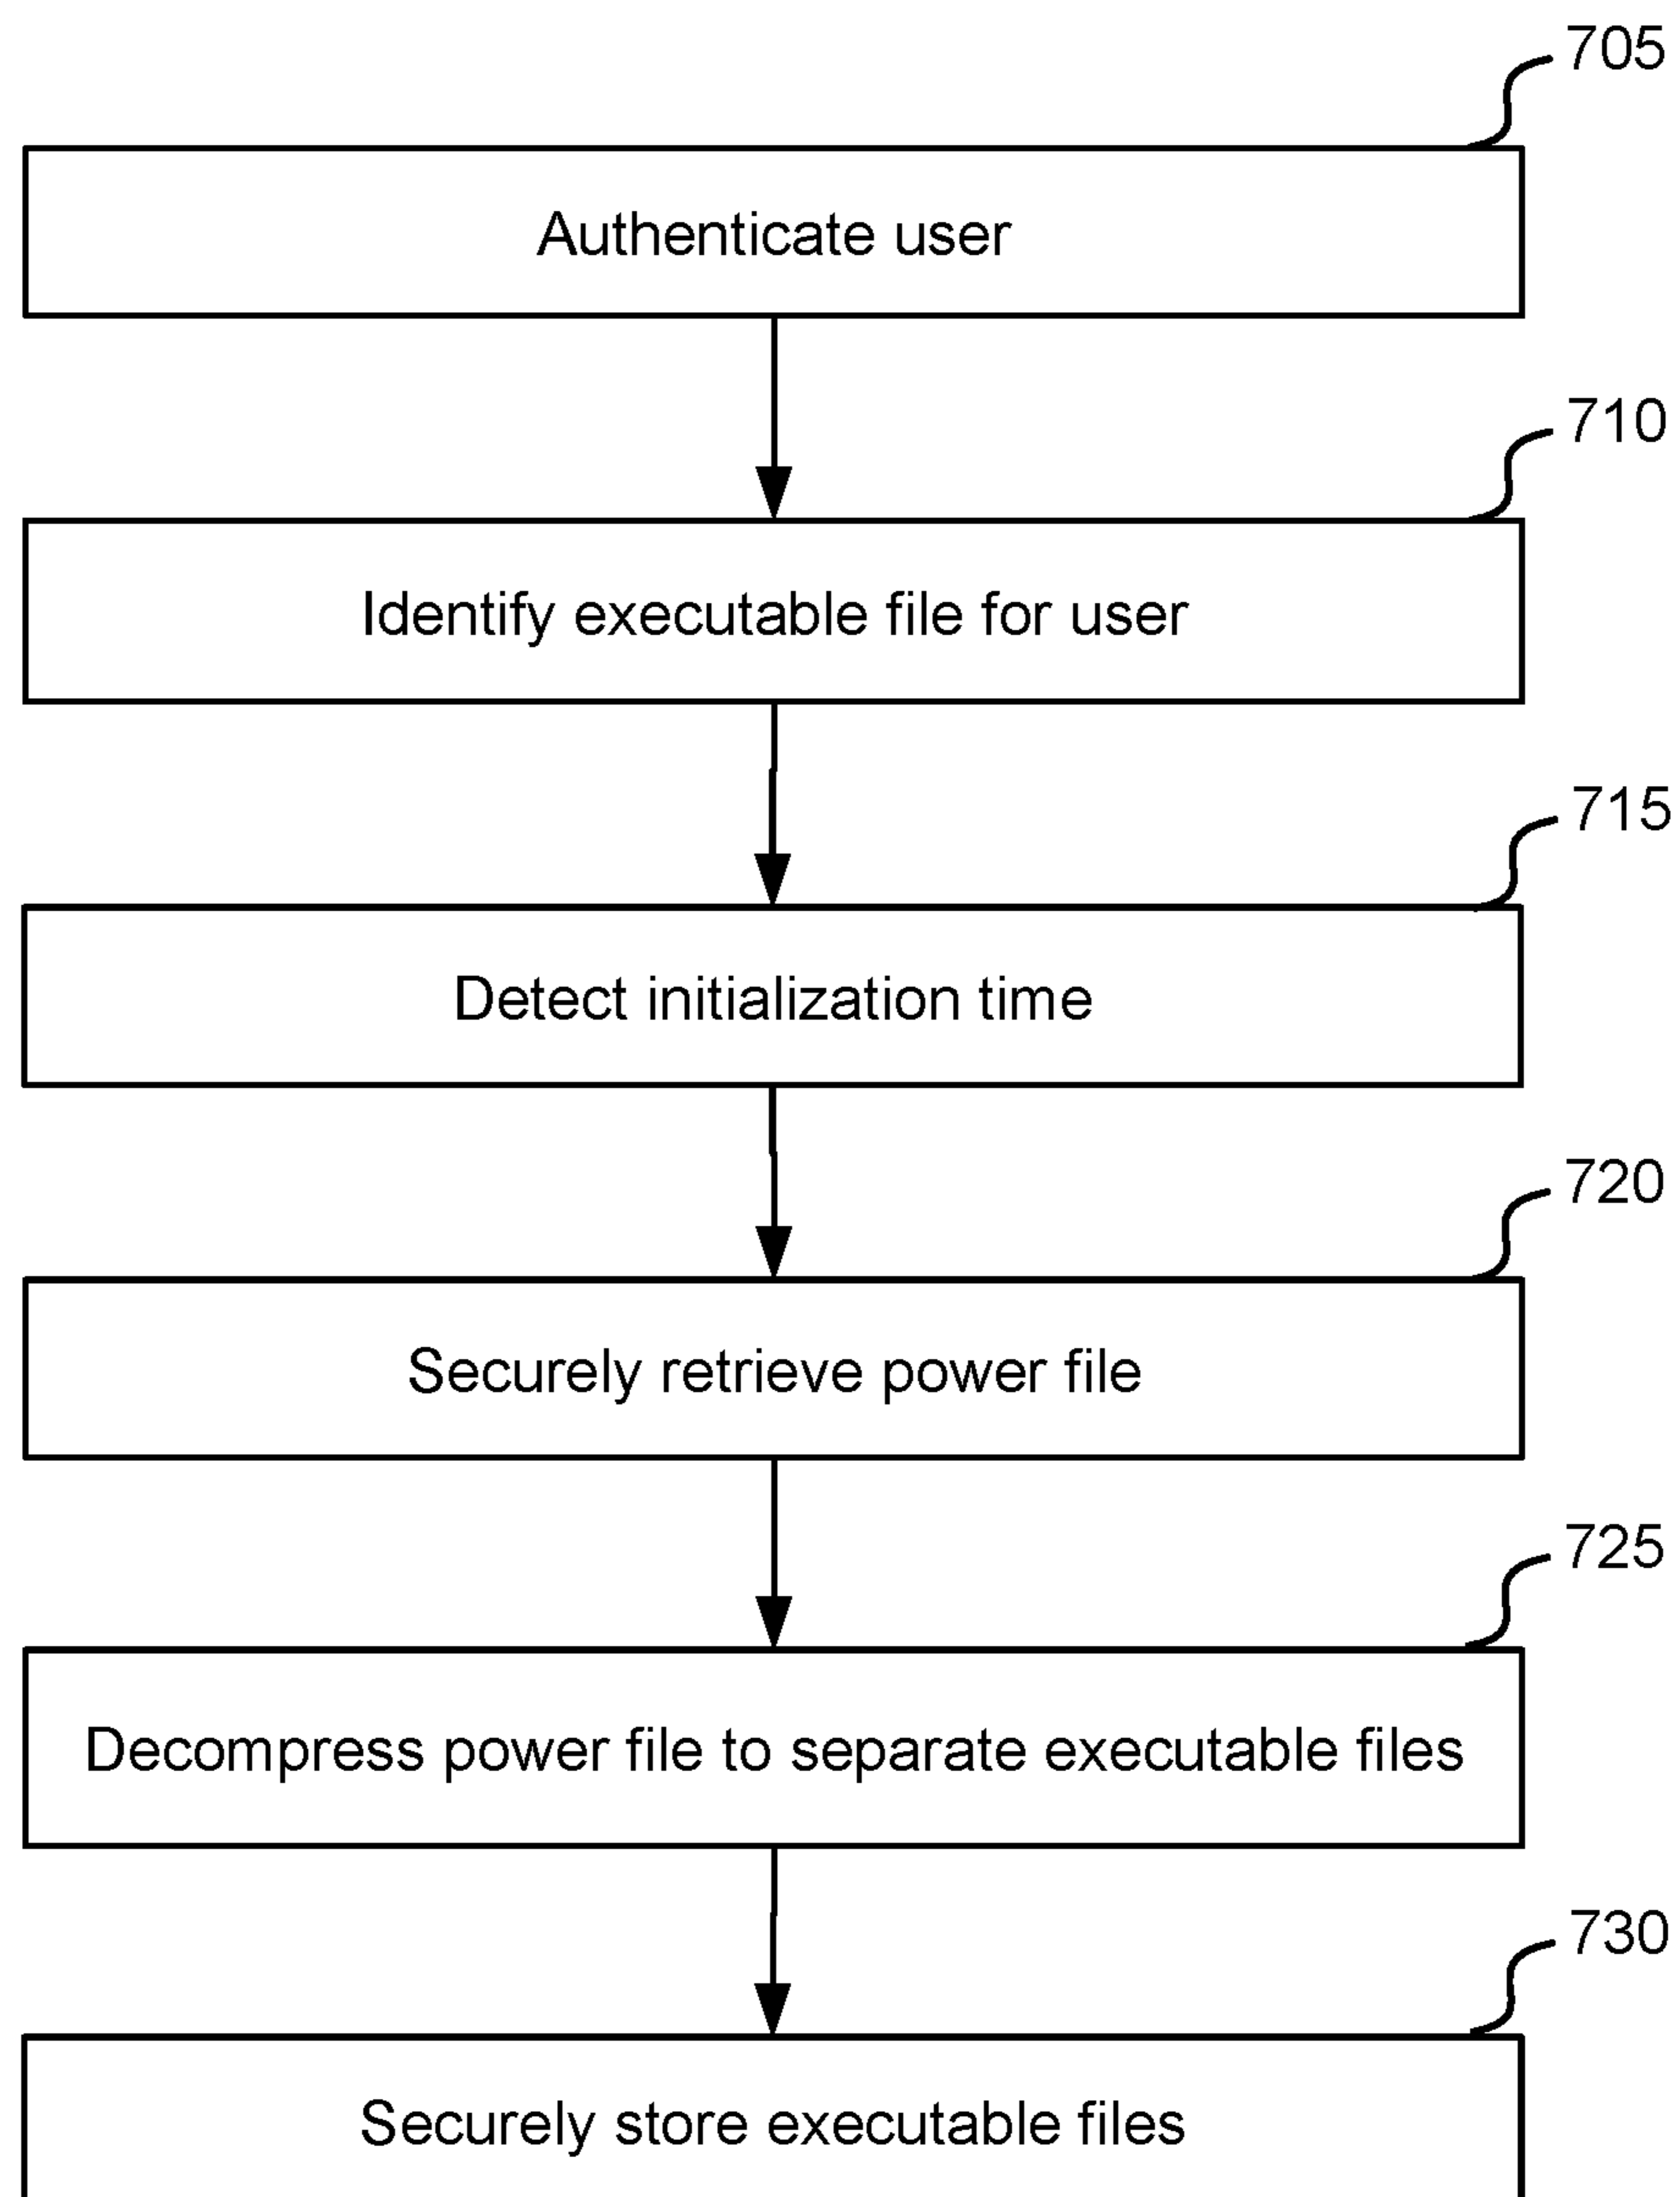 705
Authenticate user
710
Identify executable file for user
715
Detect initialization time
720
Securely retrieve power file
725
Decompress power file to separate executable files
730
Securely store executable files